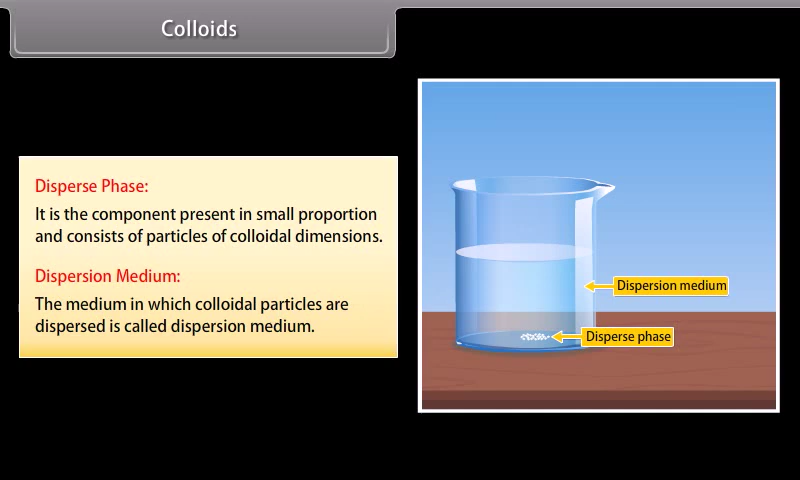 Colloids
Disperse Phase:
It is the component present in small proportion
and consists of particles of colloidal dimensions.
Dispersion Medium:
The medium in which colloidal particles are
dispersed is called dispersion medium.
Dispersion medium
Disperse phase